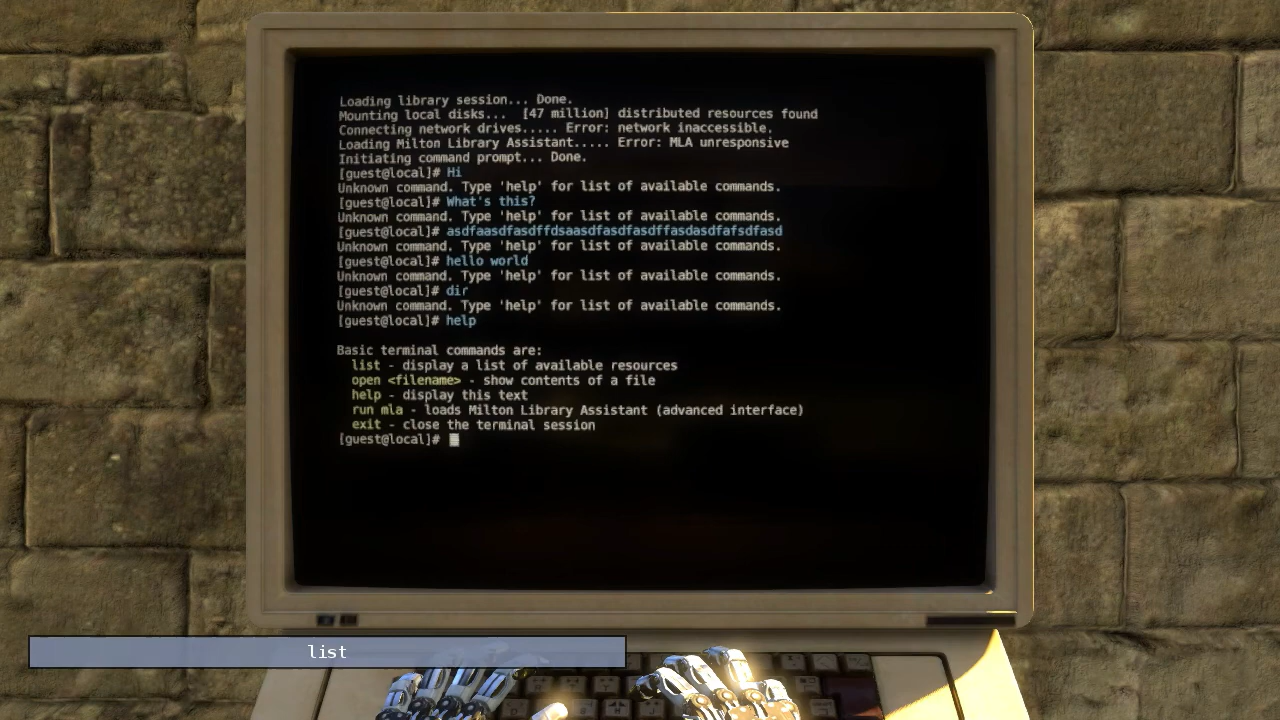 Loading library session... Done.
Mounting local disks...  [47 million] distributed resources found
Connecting network drives..... Error: network inaccessible.
Loading Milton Library Assistant..... Error: MLA unresponsive
Initiating command prompt... Done.
[guest@local]# Hi
Unknown command. Type 'help' for list of available commands.
[guest@local]# What's this?
Unknown command. Type 'help' for list of available commands.
[guest@local]# asdfaasdfasdffdsaasdfasdfasdffasdasdfafsdfasd
Unknown command. Type 'help' for list of available commands.
[guest@local]# hello world
Unknown command. Type 'help' for list of available commands.
[guest@local]# dir
Unknown command. Type 'help' for list of available commands.
[guest@local]# help
Basic terminal commands are:
list - display a list of available resources
open <filename> - show contents of a file
help - display this text
run mla - loads Milton Library Assistant (advanced interface)
exit - close the terminal session
[guest@local]#
list